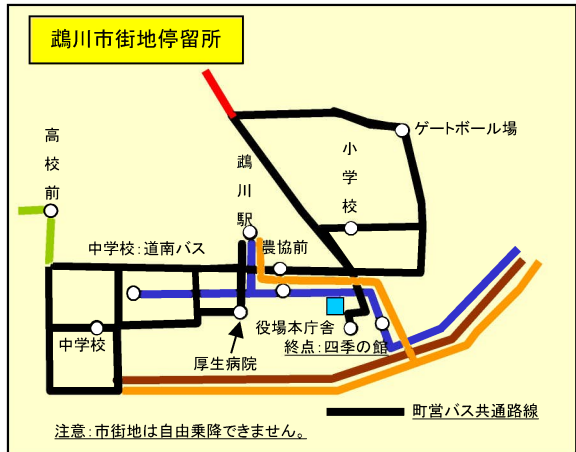 鵡川市街地停留所
ゲートボール場
高校前
鵡川駅
小学校
中学校:道南バス
農協前
役場本庁舎
終点:四季の館
中学校
厚生病院
町営バス共通路線
注意:市街地は自由乗降できません。